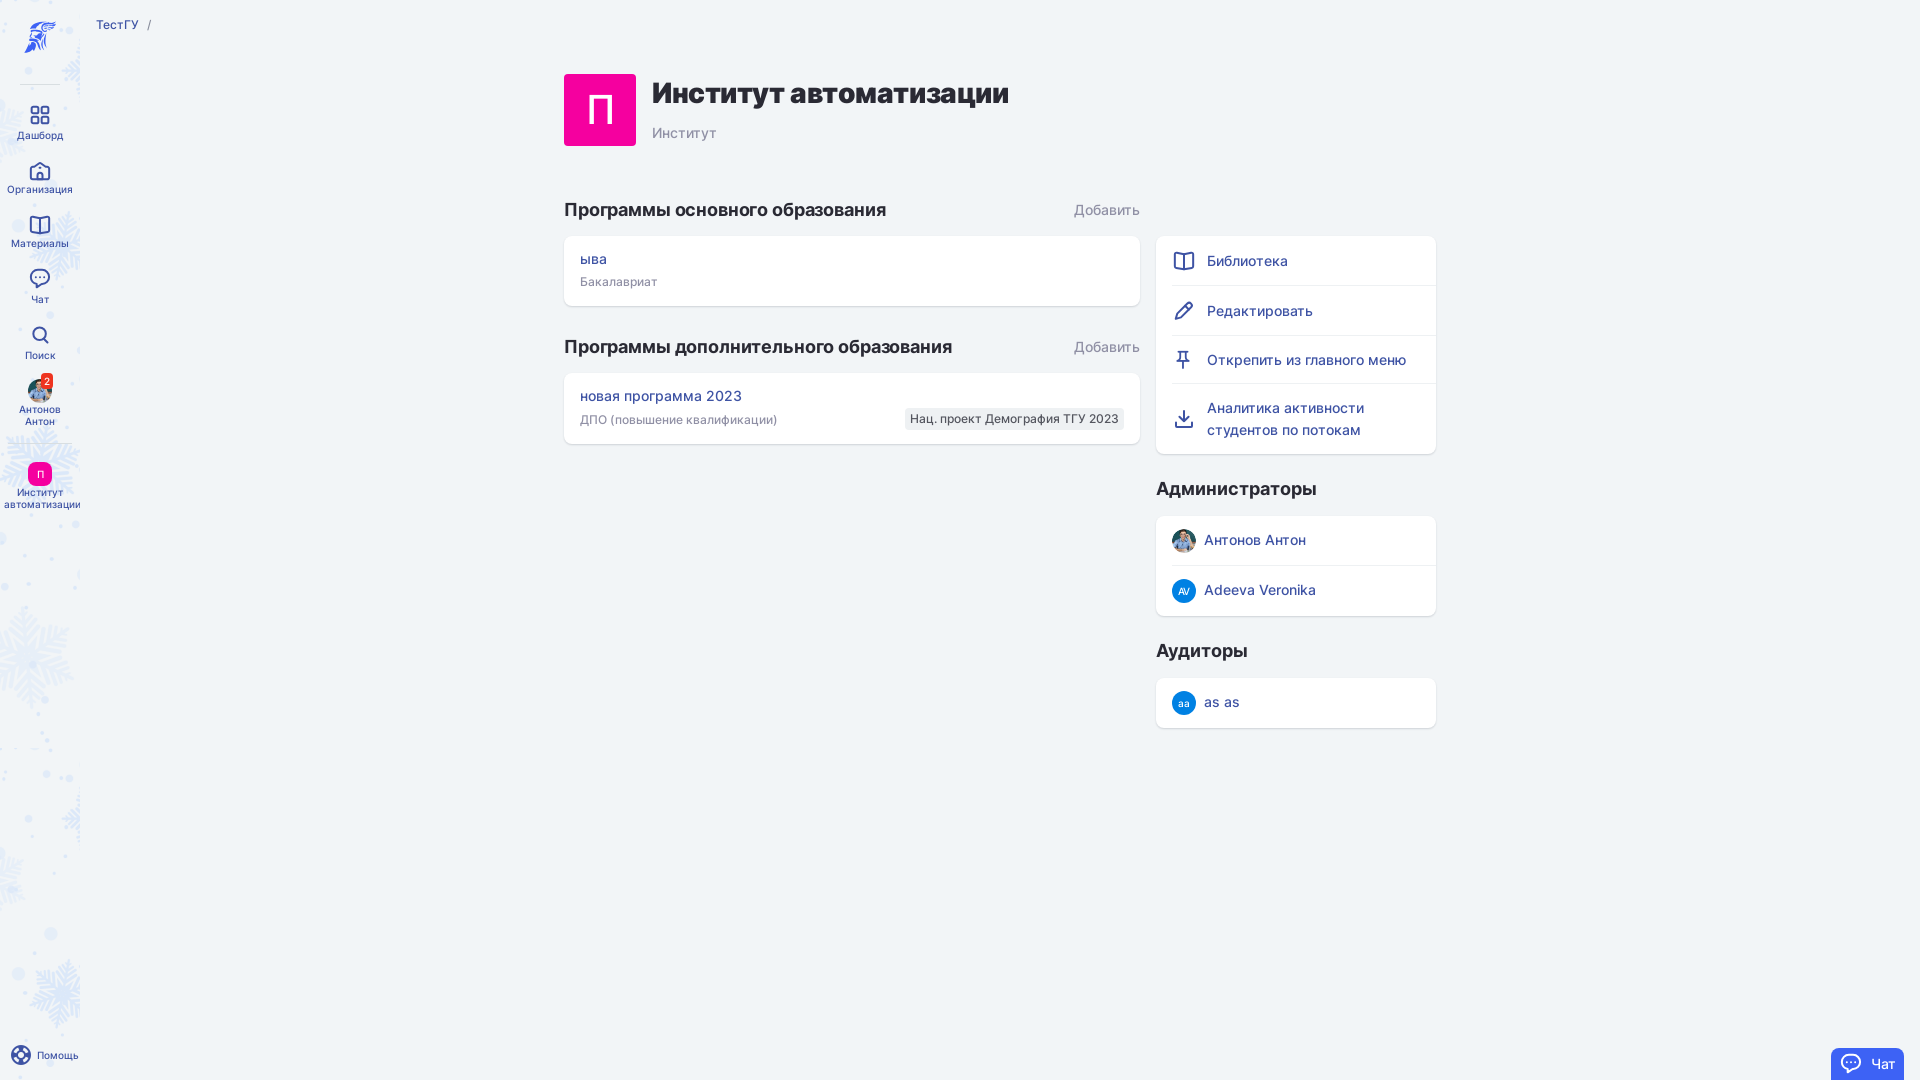 ТестГУ /
Дашборд
Организация
Материалы
Чат
Поиск
2
Антонов
Антон
П
Институт
автоматизации
Помощь
П
Институт автоматизации
Институт
Программы основного образования
Добавить
ыва
Бакалавриат
Программы дополнительного образования
Добавить
новая программа 2023
ДПО (повышение квалификации)
Нац. проект Демография ТГУ 2023
Библиотека
Редактировать
Открепить из главного меню
Аналитика активности
студентов по потокам
Администраторы
Антонов Антон
AV Adeeva Veronika
Аудиторы
aa as as
Чат